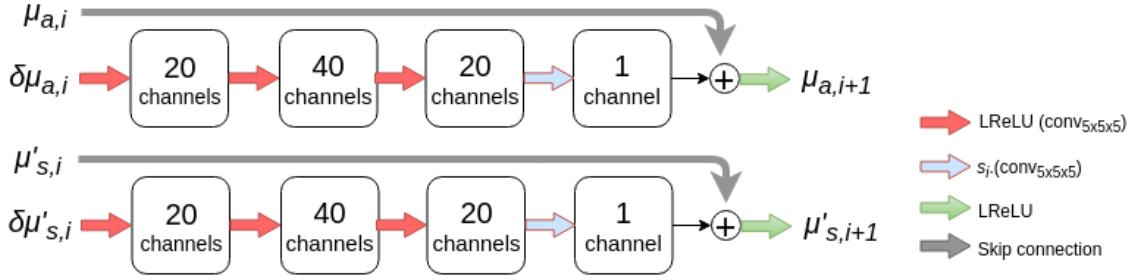 μa,i
δμa,i
20 channels
40 channels
20 channels
1 channel
+
μa,i+1
μ's,i
δμ's,i
20 channels
40 channels
20 channels
1 channel
+
μ's,i+1
LReLU (conv5x5x5)
si·(conv5x5x5)
LReLU
Skip connection